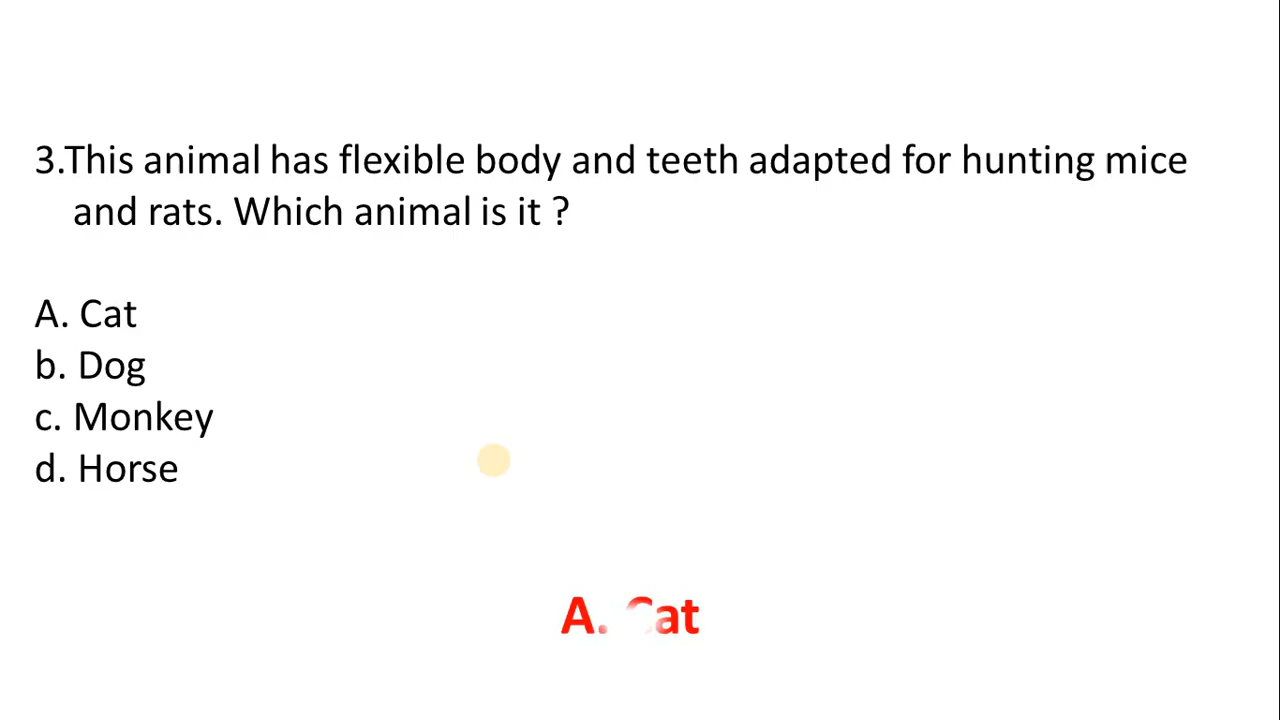 3.This animal has flexible body and teeth adapted for hunting mice
and rats. Which animal is it ?
A. Cat
b. Dog
c. Monkey
d. Horse
A. Cat